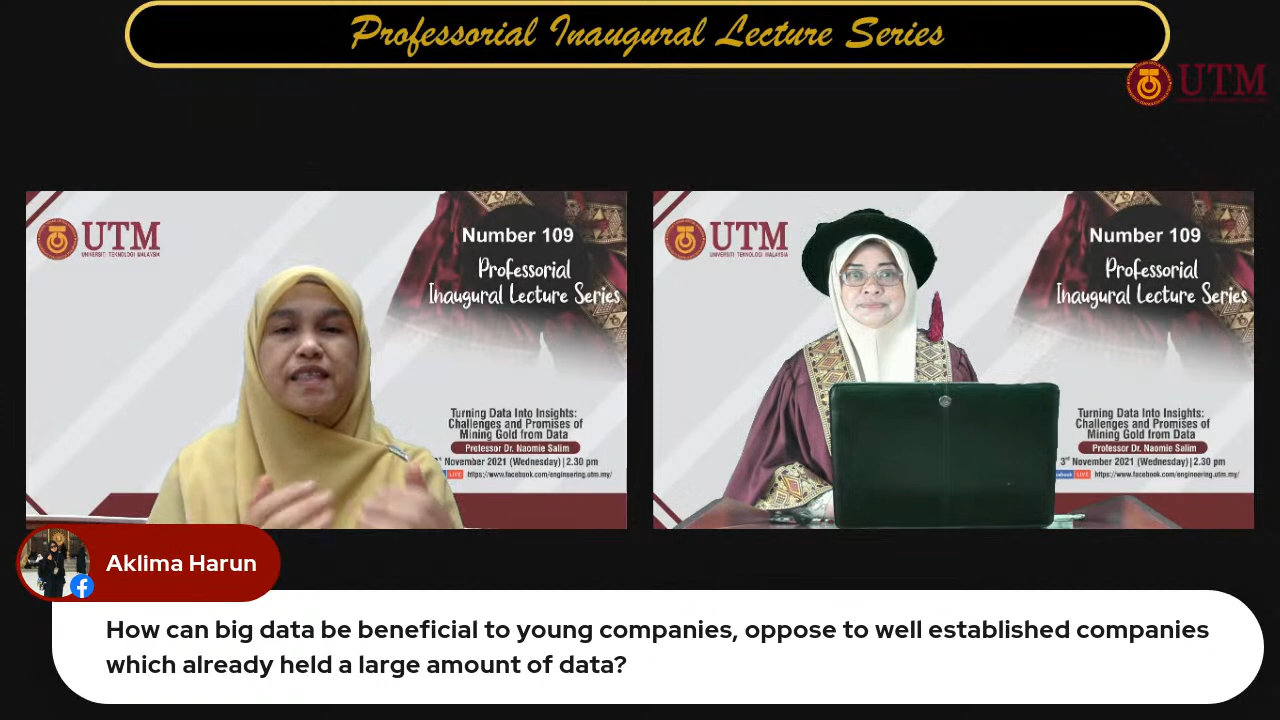 Professorial Inaugural Lecture Series
UTM
UTM
UNIVERSITI TEKNOLOGI MALAYSIA
Number 109
Professorial
Inaugural Lecture Series
Turning Data Into Insights:
Challenges and Promises of
Mining Gold from Data
Professor Dr. Naomie Salim
November 2021 (Wednesday) | 2.30 pm
LIVE https://www.facebook.com/engineering.utm.my/
UTM
UNIVERSITI TEKNOLOGI MALAYSIA
Number 109
Professorial
Inaugural Lecture Series
Turning Data Into Insights:
Challenges and Promises of
Mining Gold from Data
Professor Dr. Naomie Salim
3rd November 2021 (Wednesday) | 2.30 pm
LIVE https://www.facebook.com/engineering.utm.my/
Aklima Harun
How can big data be beneficial to young companies, oppose to well established companies
which already held a large amount of data?